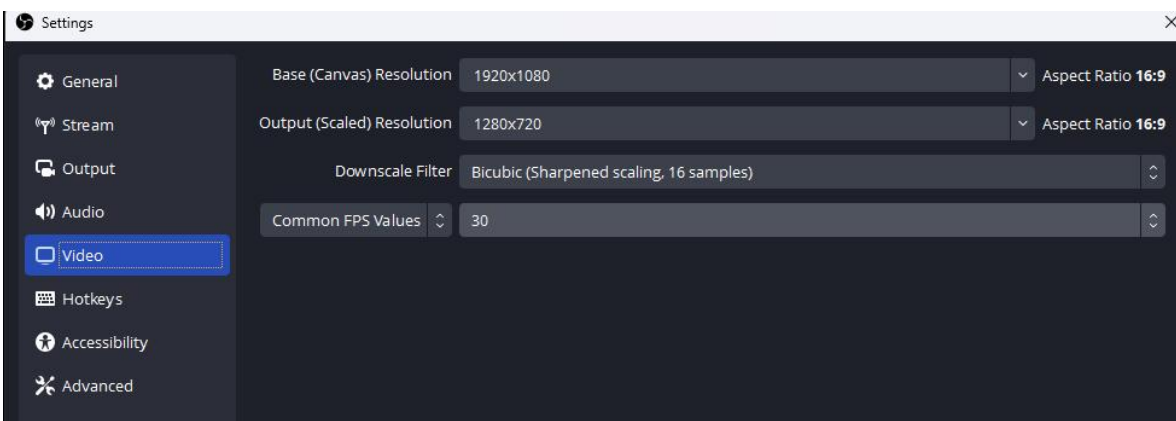 Settings
General
Stream
Output
Audio
Video
Hotkeys
Accessibility
Advanced
Base (Canvas) Resolution 1920x1080 Aspect Ratio 16:9
Output (Scaled) Resolution 1280x720 Aspect Ratio 16:9
Downscale Filter Bicubic (Sharpened scaling, 16 samples)
Common FPS Values 30